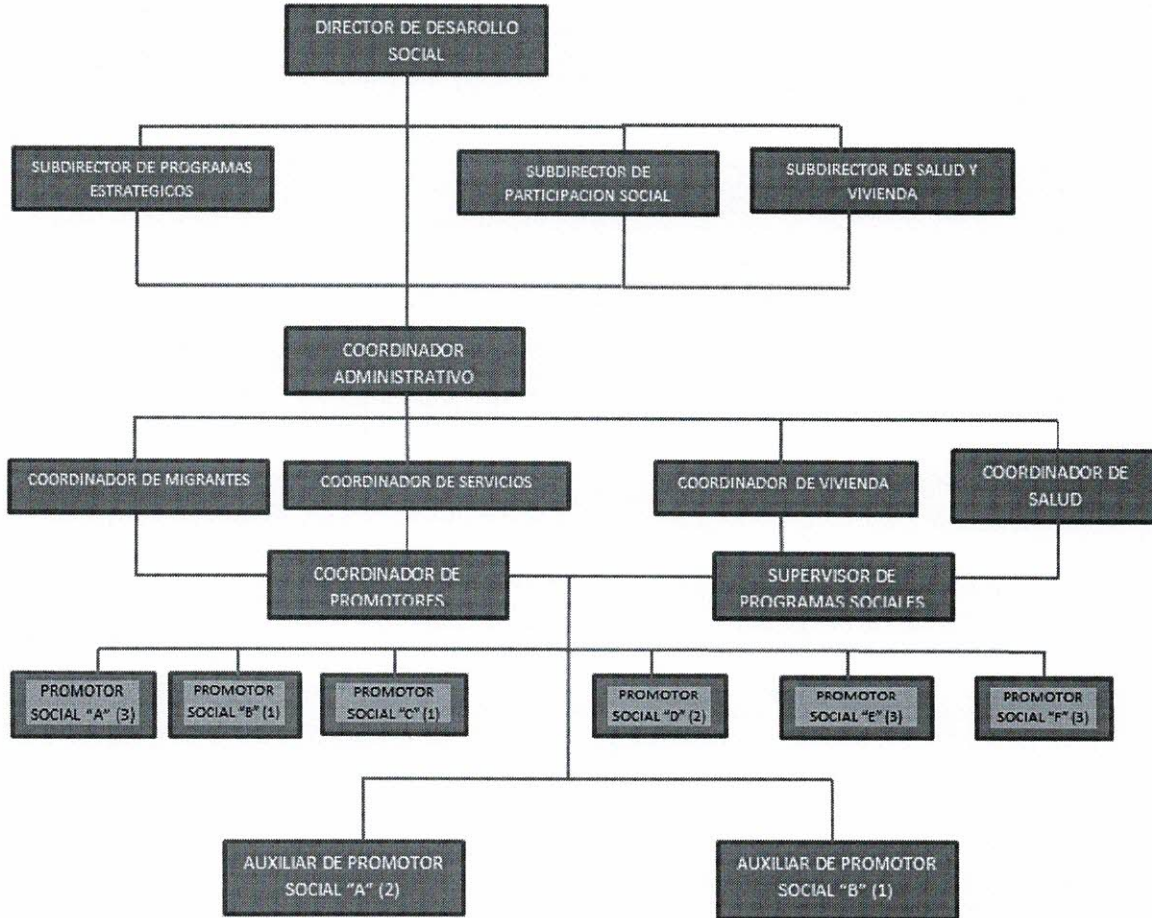 DIRECTOR DE DESAROLLO
SOCIAL
SUBDIRECTOR DE PROGRAMAS
ESTRATEGICOS
SUBDIRECTOR DE
PARTICIPACION SOCIAL
SUBDIRECTOR DE SALUD Y
VIVIENDA
COORDINADOR
ADMINISTRATIVO
COORDINADOR DE MIGRANTES
COORDINADOR DE SERVICIOS
COORDINADOR DE VIVIENDA
COORDINADOR DE
SALUD
COORDINADOR DE
PROMOTORES
SUPERVISOR DE
PROGRAMAS SOCIALES
PROMOTOR
SOCIAL "A" (3)
PROMOTOR
SOCIAL "B" (1)
PROMOTOR
SOCIAL "C" (1)
PROMOTOR
SOCIAL "D" (2)
PROMOTOR
SOCIAL "E" (3)
PROMOTOR
SOCIAL "F" (3)
AUXILIAR DE PROMOTOR
SOCIAL "A" (2)
AUXILIAR DE PROMOTOR
SOCIAL "B" (1)